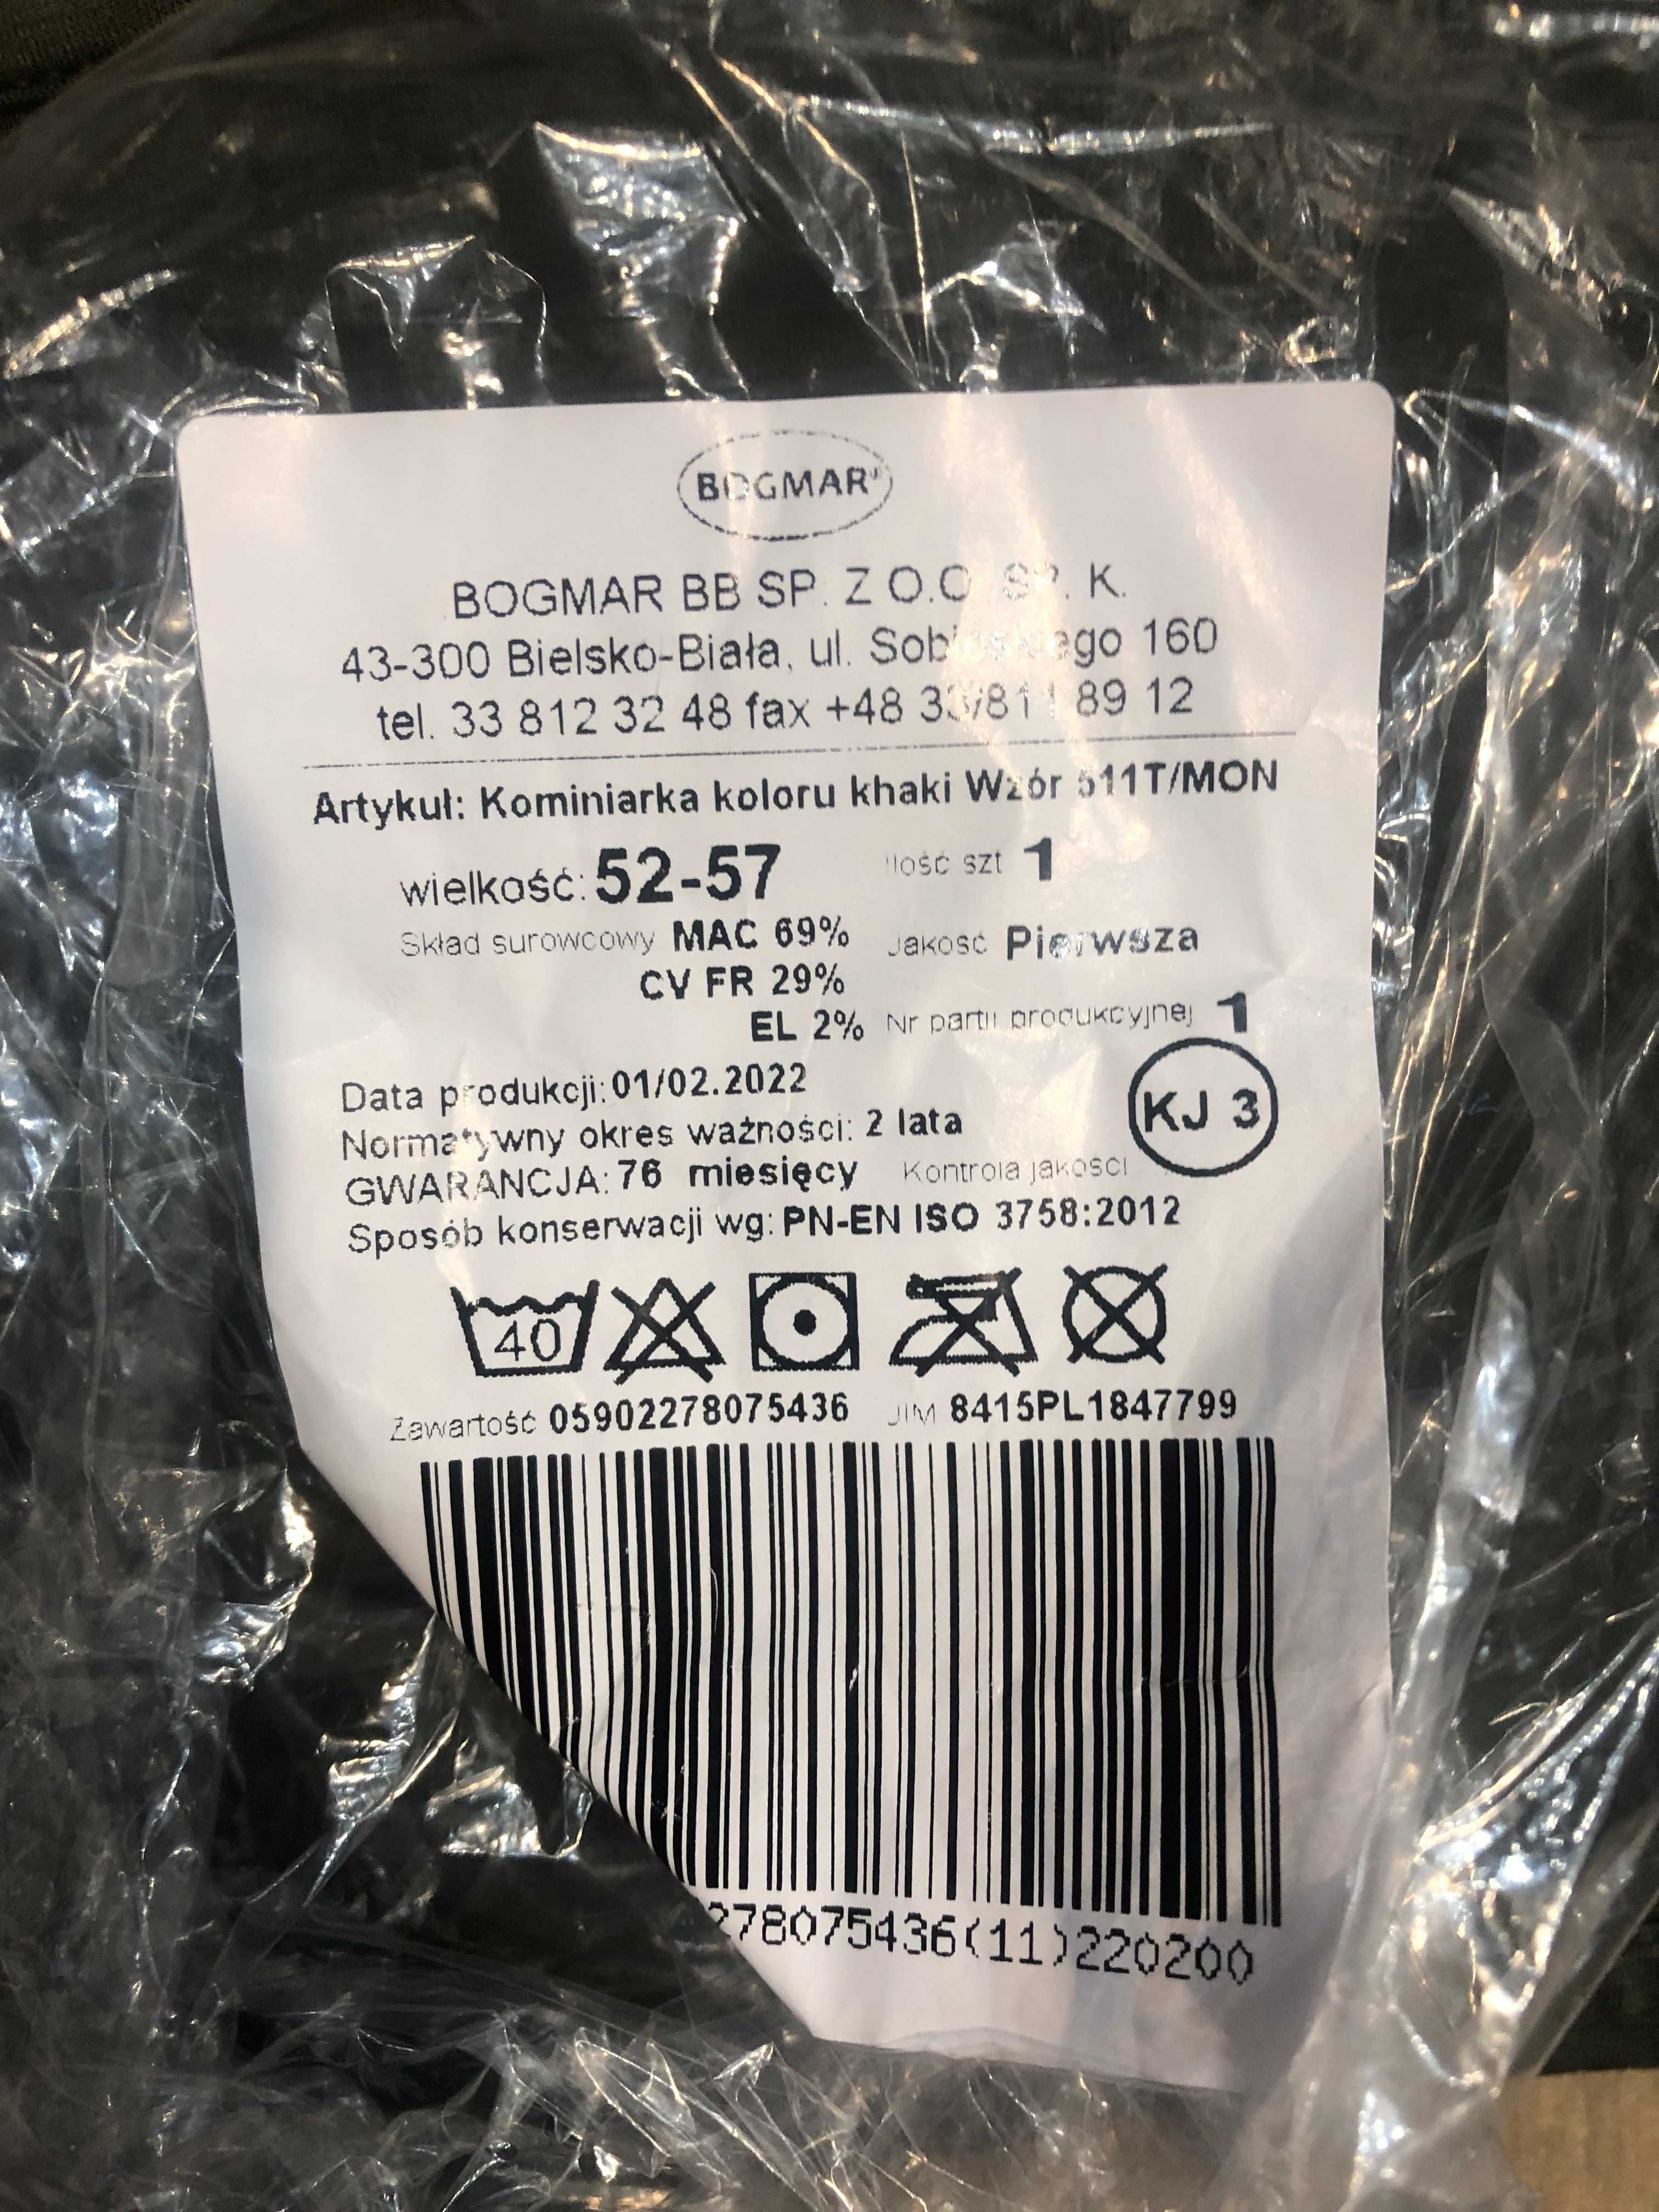 BOGMAR®
BOGMAR BB SP. Z O.O. SP. K.
43-300 Bielsko-Biała, ul. Sobieskiego 160
tel. 33 812 32 48 fax +48 33/811 89 12
Artykuł: Kominiarka koloru khaki Wzór 511T/MON
wielkość: 52-57 Ilość szt 1
Skład surowcowy MAC 69% Jakość Pierwsza
CV FR 29%
EL 2% Nr partii produkcyjnej 1
Data produkcji: 01/02.2022
Normatywny okres ważności: 2 lata
KJ 3
GWARANCJA: 76 miesięcy Kontrola jakości
Sposób konserwacji wg: PN-EN ISO 3758:2012
40
Zawartość 05902278075436 JIM 8415PL1847799
278075436(11)220200